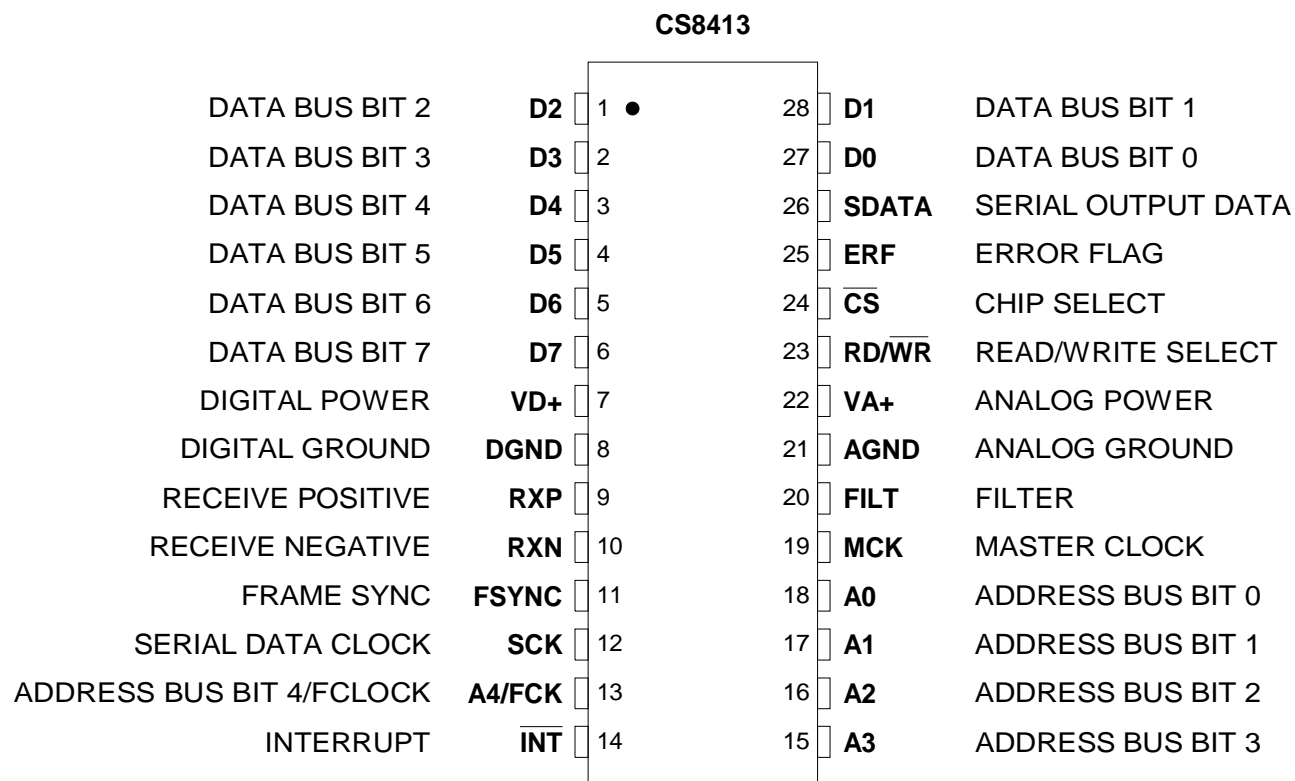 CS8413
DATA BUS BIT 2 D2 1 28 D1 DATA BUS BIT 1
DATA BUS BIT 3 D3 2 27 D0 DATA BUS BIT 0
DATA BUS BIT 4 D4 3 26 SDATA SERIAL OUTPUT DATA
DATA BUS BIT 5 D5 4 25 ERF ERROR FLAG
DATA BUS BIT 6 D6 5 24 C̅S̅ CHIP SELECT
DATA BUS BIT 7 D7 6 23 RD/W̅R̅ READ/WRITE SELECT
DIGITAL POWER VD+ 7 22 VA+ ANALOG POWER
DIGITAL GROUND DGND 8 21 AGND ANALOG GROUND
RECEIVE POSITIVE RXP 9 20 FILT FILTER
RECEIVE NEGATIVE RXN 10 19 MCK MASTER CLOCK
FRAME SYNC FSYNC 11 18 A0 ADDRESS BUS BIT 0
SERIAL DATA CLOCK SCK 12 17 A1 ADDRESS BUS BIT 1
ADDRESS BUS BIT 4/FCLOCK A4/FCK 13 16 A2 ADDRESS BUS BIT 2
INTERRUPT I̅N̅T̅ 14 15 A3 ADDRESS BUS BIT 3